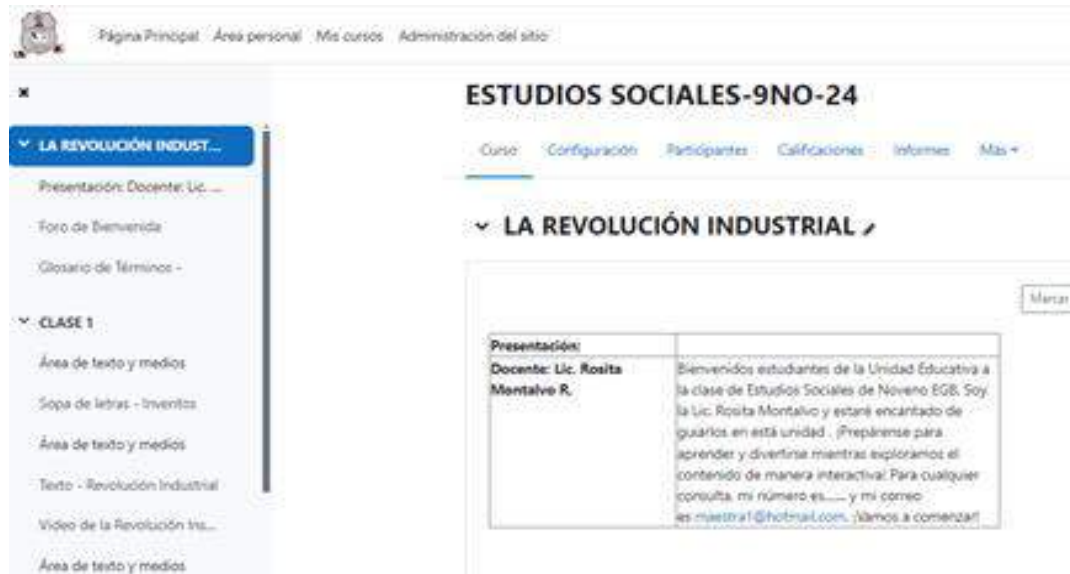 Página Principal Área personal Mis cursos Administración del sitio
ESTUDIOS SOCIALES-9NO-24
Curso Configuración Participantes Calificaciones Informes Más
LA REVOLUCIÓN INDUST...
Presentación: Docente: Lic. ...
Foro de Bienvenida
Glosario de Términos -
CLASE 1
Área de texto y medios
Sopa de letras - Inventos
Área de texto y medios
Texto - Revolución Industrial
Video de la Revolución Ins...
Área de texto y medios
LA REVOLUCIÓN INDUSTRIAL
Marcar
Presentación:
Docente: Lic. Rosita
Montalvo R.
Bienvenidos estudiantes de la Unidad Educativa a
la clase de Estudios Sociales de Noveno EGB. Soy
la Lic. Rosita Montalvo y estaré encantado de
guiarlos en está unidad . ¡Prepárense para
aprender y divertirse mientras exploramos el
contenido de manera interactiva! Para cualquier
consulta, mi número es...... y mi correo
es maestra1@hotmail.com. ¡Vamos a comenzar!